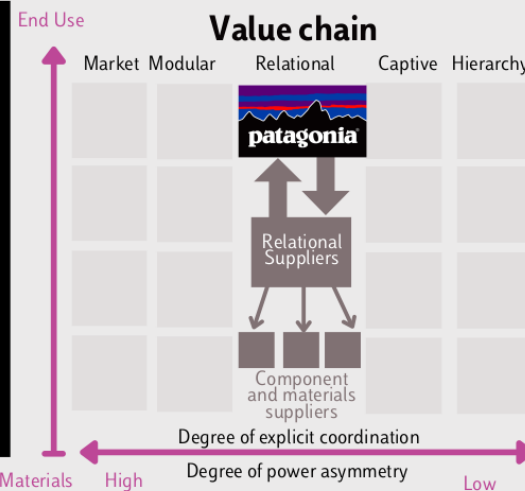 End Use
Value chain
Market Modular Relational Captive Hierarchy
patagonia
Relational
Suppliers
Component
and materials
suppliers
Degree of explicit coordination
Materials High Degree of power asymmetry Low